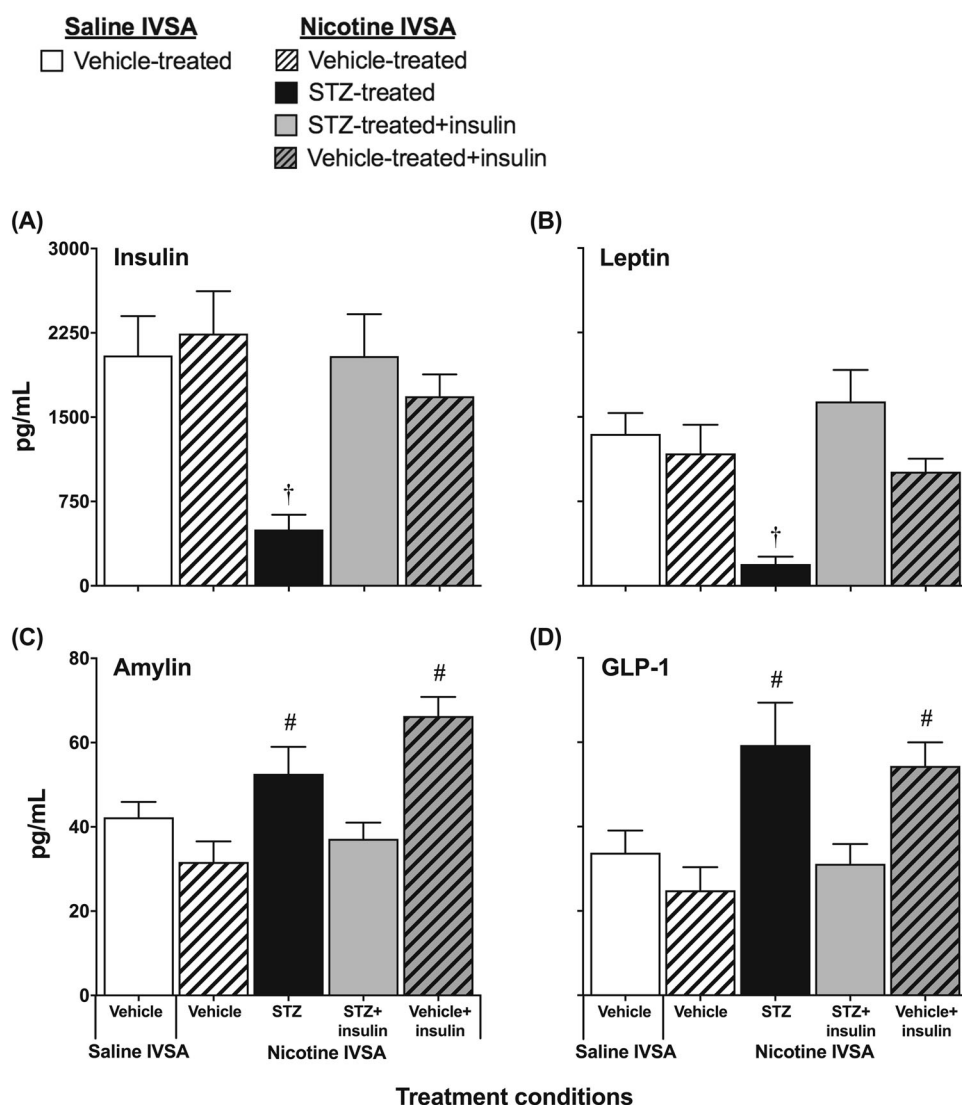 Saline IVSA
Vehicle-treated
Nicotine IVSA
Vehicle-treated
STZ-treated
STZ-treated+insulin
Vehicle-treated+insulin
(A)
Insulin
3000
2250
1500
750
0
pg/mL
†
(B)
Leptin
†
(C)
Amylin
80
60
40
20
0
pg/mL
#
#
Vehicle
Vehicle
STZ
STZ+
insulin
Vehicle+
insulin
Saline IVSA
Nicotine IVSA
(D)
GLP-1
#
#
Vehicle
Vehicle
STZ
STZ+
insulin
Vehicle+
insulin
Saline IVSA
Nicotine IVSA
Treatment conditions